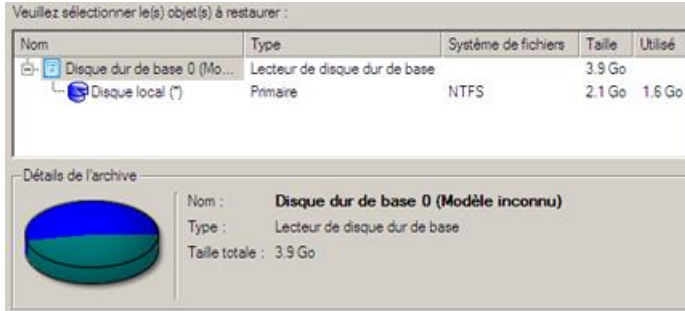 Veuillez sélectionner le(s) objet(s) à restaurer :
Nom Type Système de fichiers Taille Utilisé
Disque dur de base 0 (Mo... Lecteur de disque dur de base 3.9 Go
Disque local (*) Primaire NTFS 2.1 Go 1.6 Go
Détails de l'archive
Nom : Disque dur de base 0 (Modèle inconnu)
Type : Lecteur de disque dur de base
Taille totale : 3.9 Go